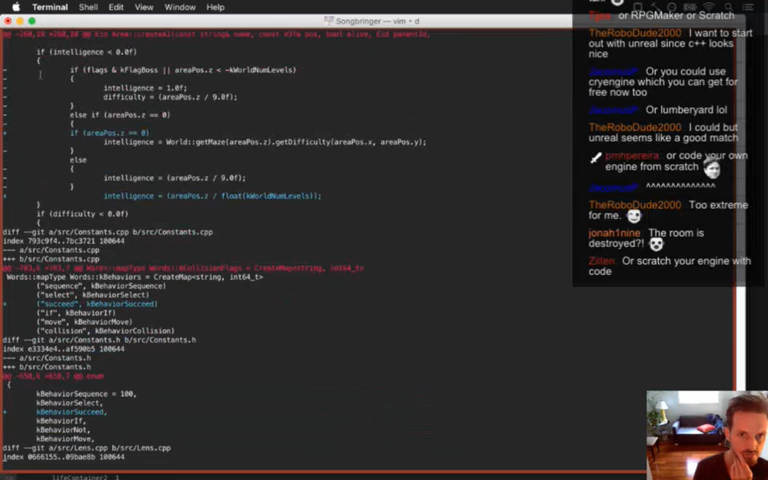 Terminal Shell Edit View Window Help
Songbringer — vim • d
if (intelligence < 0.0f)
{
- if (flags & kFlagBoss || areaPos.z < -kWorldNumLevels)
- {
- intelligence = 1.0f;
- difficulty = (areaPos.z / 9.0f);
- }
- else if (areaPos.z == 0)
- {
+ if (areaPos.z == 0)
intelligence = World::getMaze(areaPos.z).getDifficulty(areaPos.x, areaPos.y);
- }
else
- {
- intelligence = (areaPos.z / 9.0f);
- }
+ intelligence = (areaPos.z / float(kWorldNumLevels));
}
if (difficulty < 0.0f)
{
diff --git a/src/Constants.cpp b/src/Constants.cpp
index 793c9f4..7bc3721 100644
--- a/src/Constants.cpp
+++ b/src/Constants.cpp
Words::mapType Words::kBehaviors = CreateMap<string, int64_t>
("sequence", kBehaviorSequence)
("select", kBehaviorSelect)
+ ("succeed", kBehaviorSucceed)
("if", kBehaviorIf)
("move", kBehaviorMove)
("collision", kBehaviorCollision)
diff --git a/src/Constants.h b/src/Constants.h
index e3334e4..af590b5 100644
--- a/src/Constants.h
+++ b/src/Constants.h
@@ -650,6 +650,7 @@ enum
{
kBehaviorSequence = 100,
kBehaviorSelect,
+ kBehaviorSucceed,
kBehaviorIf,
kBehaviorNot,
kBehaviorMove,
diff --git a/src/Lens.cpp b/src/Lens.cpp
index 0666155..09bae8b 100644
lifeContainer2 1
or RPGMaker or Scratch
TheRoboDude2000 I want to start
out with unreal since c++ looks
nice
Or you could use
cryengine which you can get for
free now too
Or lumberyard lol
TheRoboDude2000 I could but
unreal seems like a good match
pmhpereira or code your own
engine from scratch
^^^^^^^^^^^^^^
TheRoboDude2000 Too extreme
for me.
jonah1nine The room is
destroyed?!
Zitten Or scratch your engine with
code